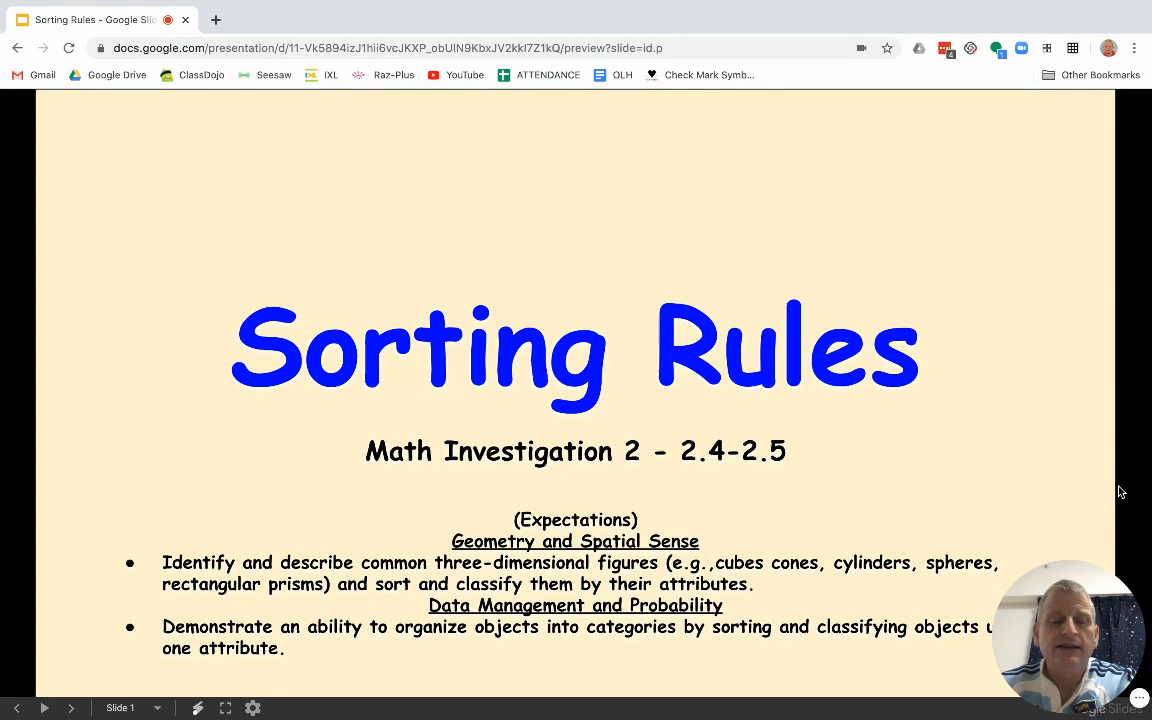 Sorting Rules - Google Slid
docs.google.com/presentation/d/11-Vk5894izJ1hii6vcJKXP_obUlN9KbxJV2kkI7Z1kQ/preview?slide=id.p
4
1
Gmail
Google Drive
ClassDojo
Seesaw
IXL
Raz-Plus
YouTube
ATTENDANCE
OLH
Check Mark Symb...
Other Bookmarks
Sorting Rules
Math Investigation 2 - 2.4-2.5
(Expectations)
Geometry and Spatial Sense
● Identify and describe common three-dimensional figures (e.g.,cubes cones, cylinders, spheres,
rectangular prisms) and sort and classify them by their attributes.
Data Management and Probability
● Demonstrate an ability to organize objects into categories by sorting and classifying objects u
one attribute.
Slide 1
Slides